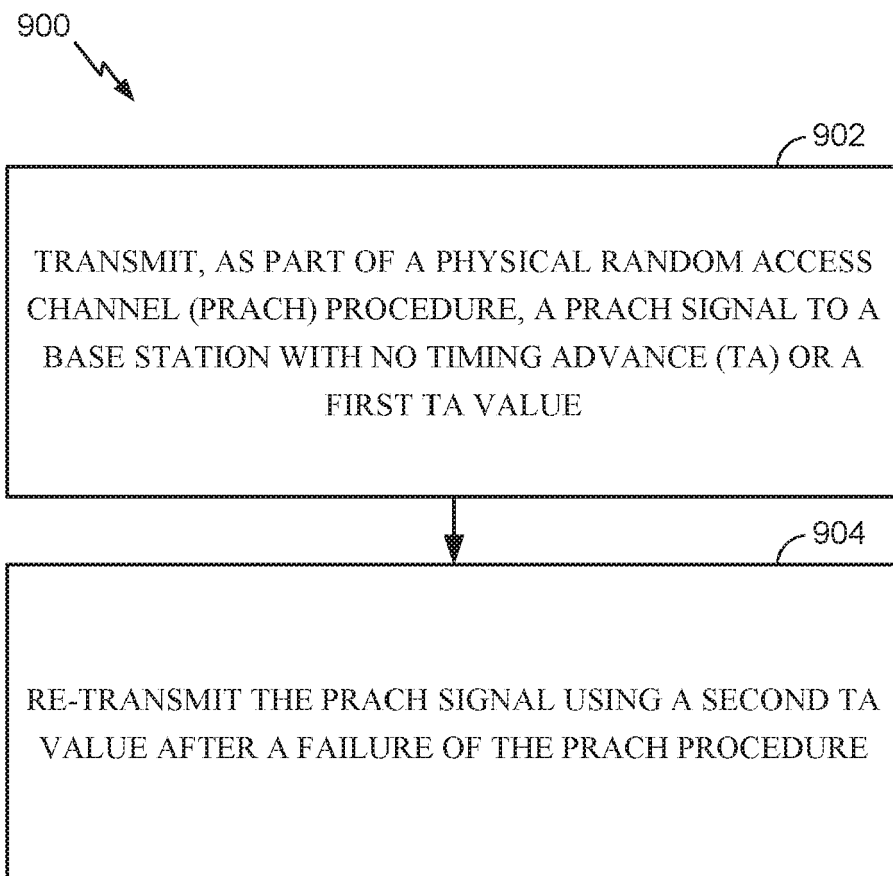 900
902
TRANSMIT, AS PART OF A PHYSICAL RANDOM ACCESS
CHANNEL (PRACH) PROCEDURE, A PRACH SIGNAL TO A
BASE STATION WITH NO TIMING ADVANCE (TA) OR A
FIRST TA VALUE
904
RE-TRANSMIT THE PRACH SIGNAL USING A SECOND TA
VALUE AFTER A FAILURE OF THE PRACH PROCEDURE